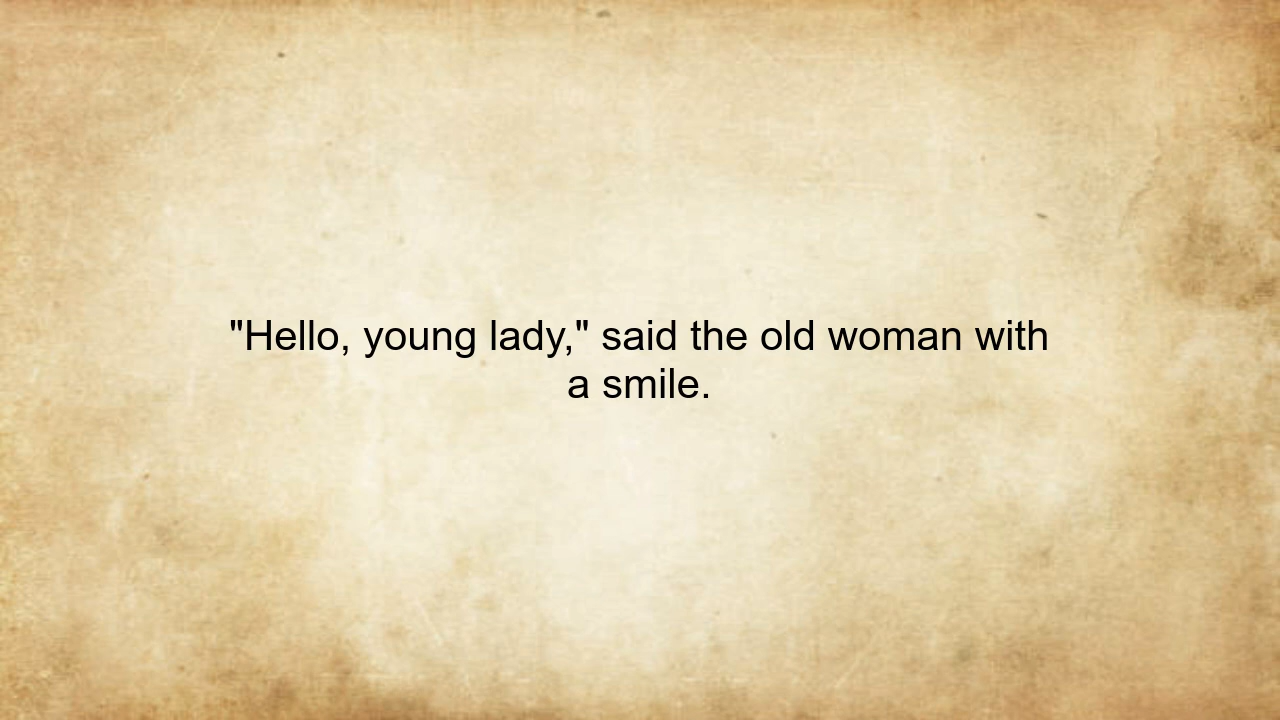 "Hello, young lady," said the old woman with
a smile.